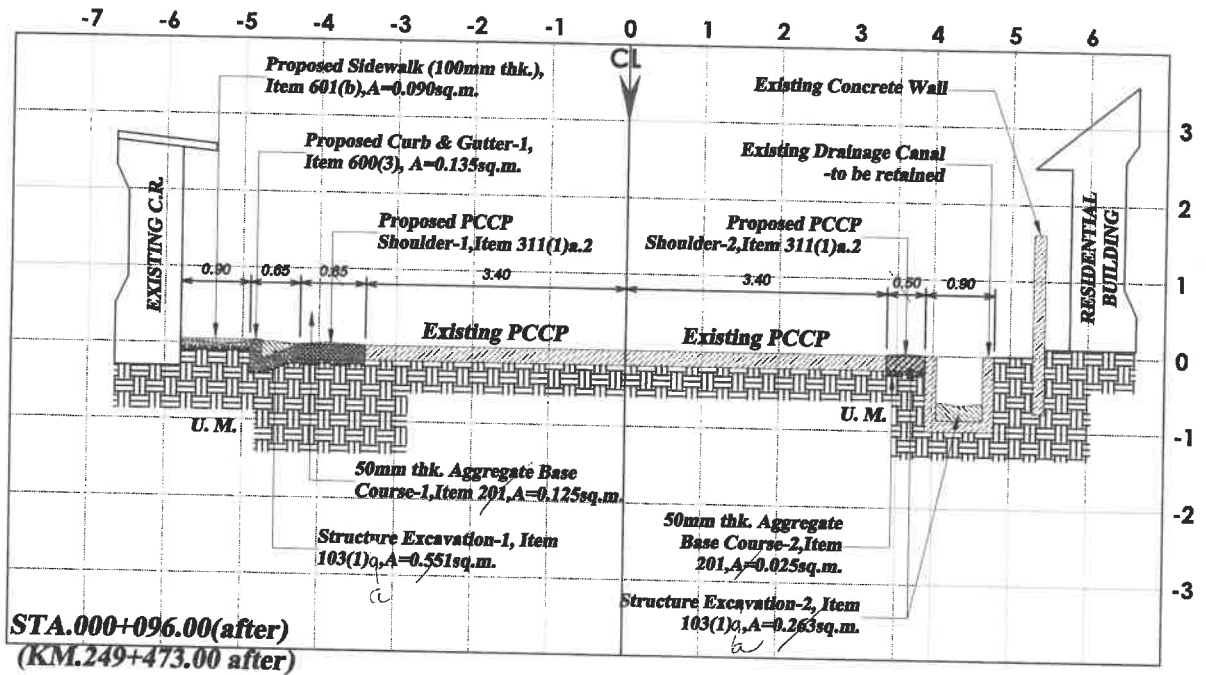 -7 -6 -5 -4 -3 -2 -1 0 1 2 3 4 5 6
CL
Proposed Sidewalk (100mm thk.),
Item 601(b),A=0.090sq.m.
Proposed Curb & Gutter-1,
Item 600(3), A=0.135sq.m.
Proposed PCCP
Shoulder-1,Item 311(1)a.2
Existing Concrete Wall
Existing Drainage Canal
-to be retained
Proposed PCCP
Shoulder-2,Item 311(1)a.2
EXISTING C.R.
RESIDENTIAL
BUILDING
3
2
1
0
-1
-2
-3
0.90 0.65 0.85 3.40 3.40 0.50 0.90
Existing PCCP
Existing PCCP
U. M.
U. M.
50mm thk. Aggregate Base
Course-1,Item 201,A=0.125sq.m.
Structure Excavation-1, Item
103(1)a,A=0.551sq.m.
a
50mm thk. Aggregate
Base Course-2,Item
201,A=0.025sq.m.
Structure Excavation-2, Item
103(1)a,A=0.263sq.m.
STA.000+096.00(after)
(KM.249+473.00 after)